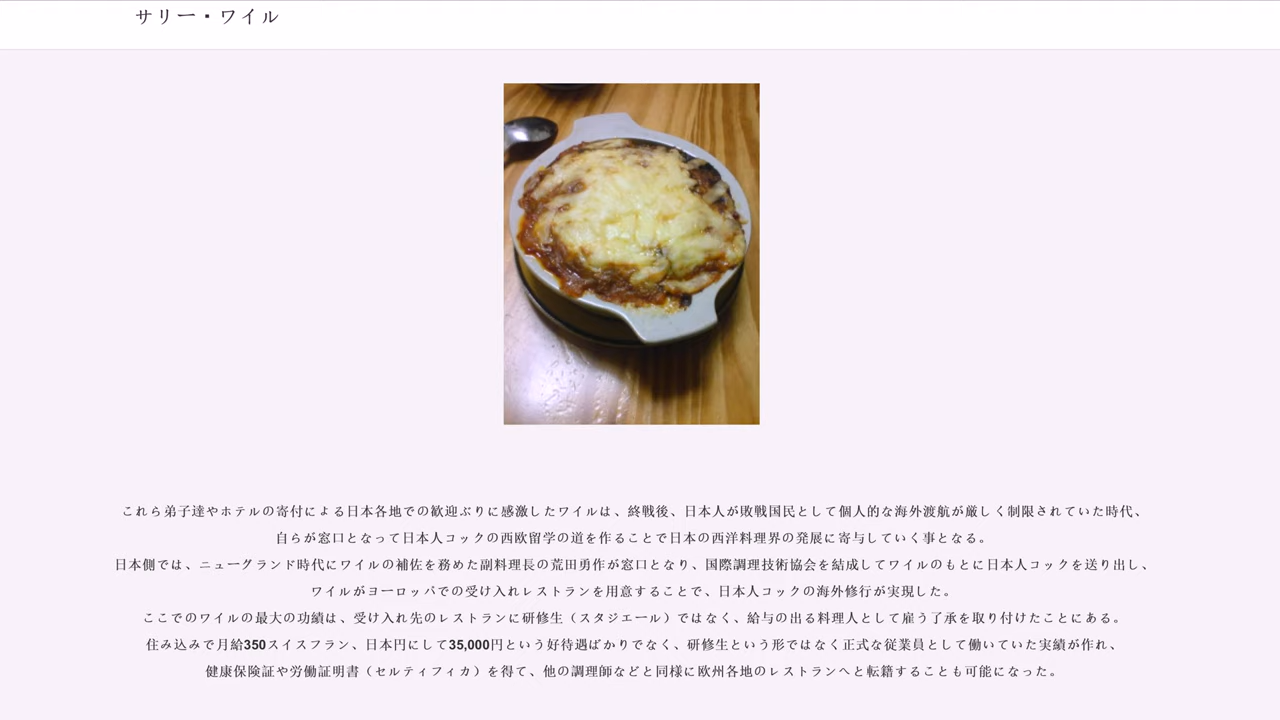 サリー・ワイル
これら弟子達やホテルの寄付による日本各地での歓迎ぶりに感激したワイルは、終戦後、日本人が敗戦国民として個人的な海外渡航が厳しく制限されていた時代、
自らが窓口となって日本人コックの西欧留学の道を作ることで日本の西洋料理界の発展に寄与していく事となる。
日本側では、ニューグランド時代にワイルの補佐を務めた副料理長の荒田勇作が窓口となり、国際調理技術協会を結成してワイルのもとに日本人コックを送り出し、
ワイルがヨーロッパでの受け入れレストランを用意することで、日本人コックの海外修行が実現した。
ここでのワイルの最大の功績は、受け入れ先のレストランに研修生（スタジエール）ではなく、給与の出る料理人として雇う了承を取り付けたことにある。
住み込みで月給350スイスフラン、日本円にして35,000円という好待遇ばかりでなく、研修生という形ではなく正式な従業員として働いていた実績が作れ、
健康保険証や労働証明書（セルティフィカ）を得て、他の調理師などと同様に欧州各地のレストランへと転籍することも可能になった。